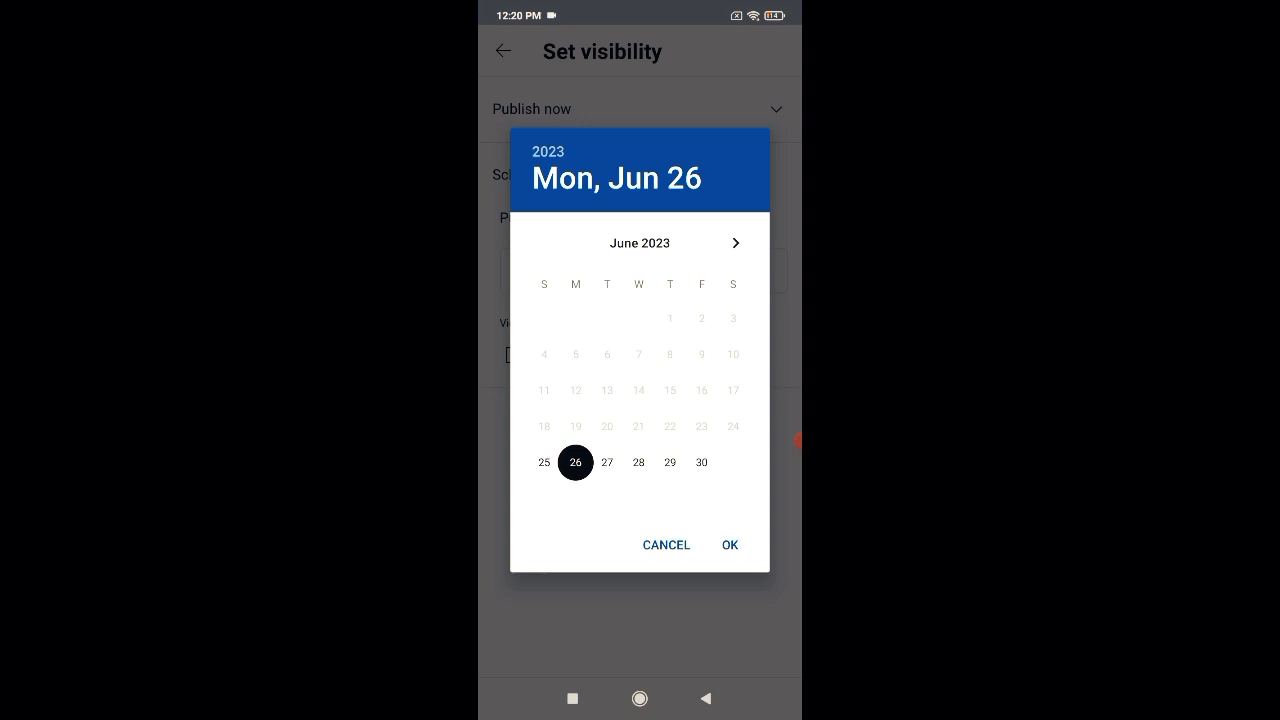 12:20 PM
14
Set visibility
Publish now
2023
Mon, Jun 26
June 2023
S M T W T F S
1 2 3
4 5 6 7 8 9 10
11 12 13 14 15 16 17
18 19 20 21 22 23 24
25 26 27 28 29 30
CANCEL OK